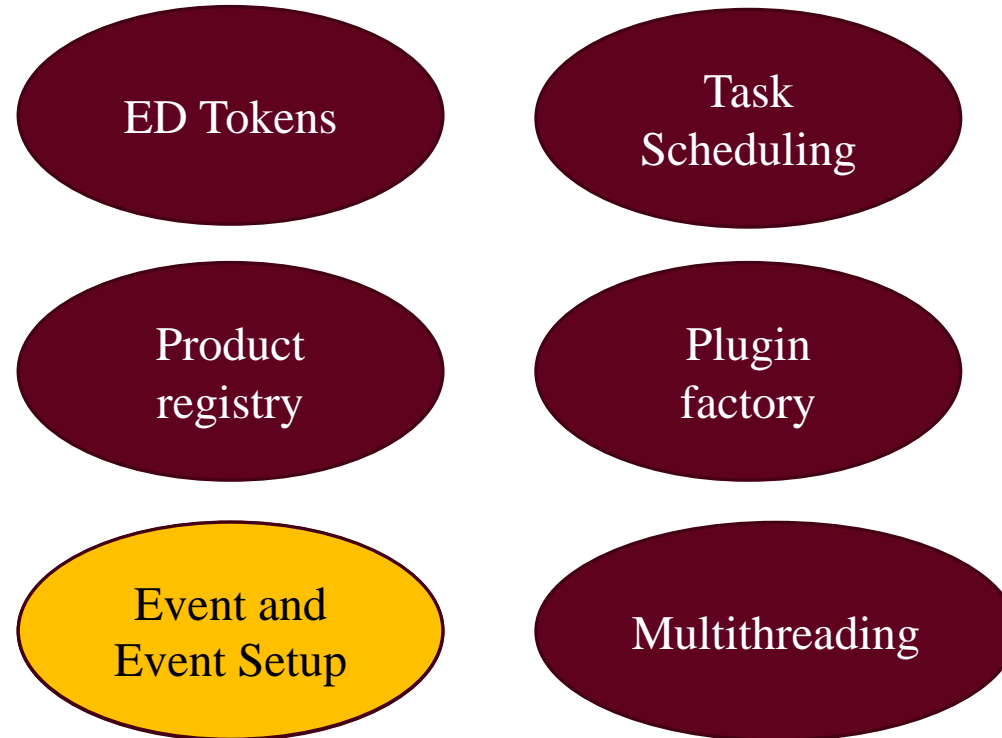 ED Tokens
Task
Scheduling
Product
registry
Plugin
factory
Event and
Event Setup
Multithreading